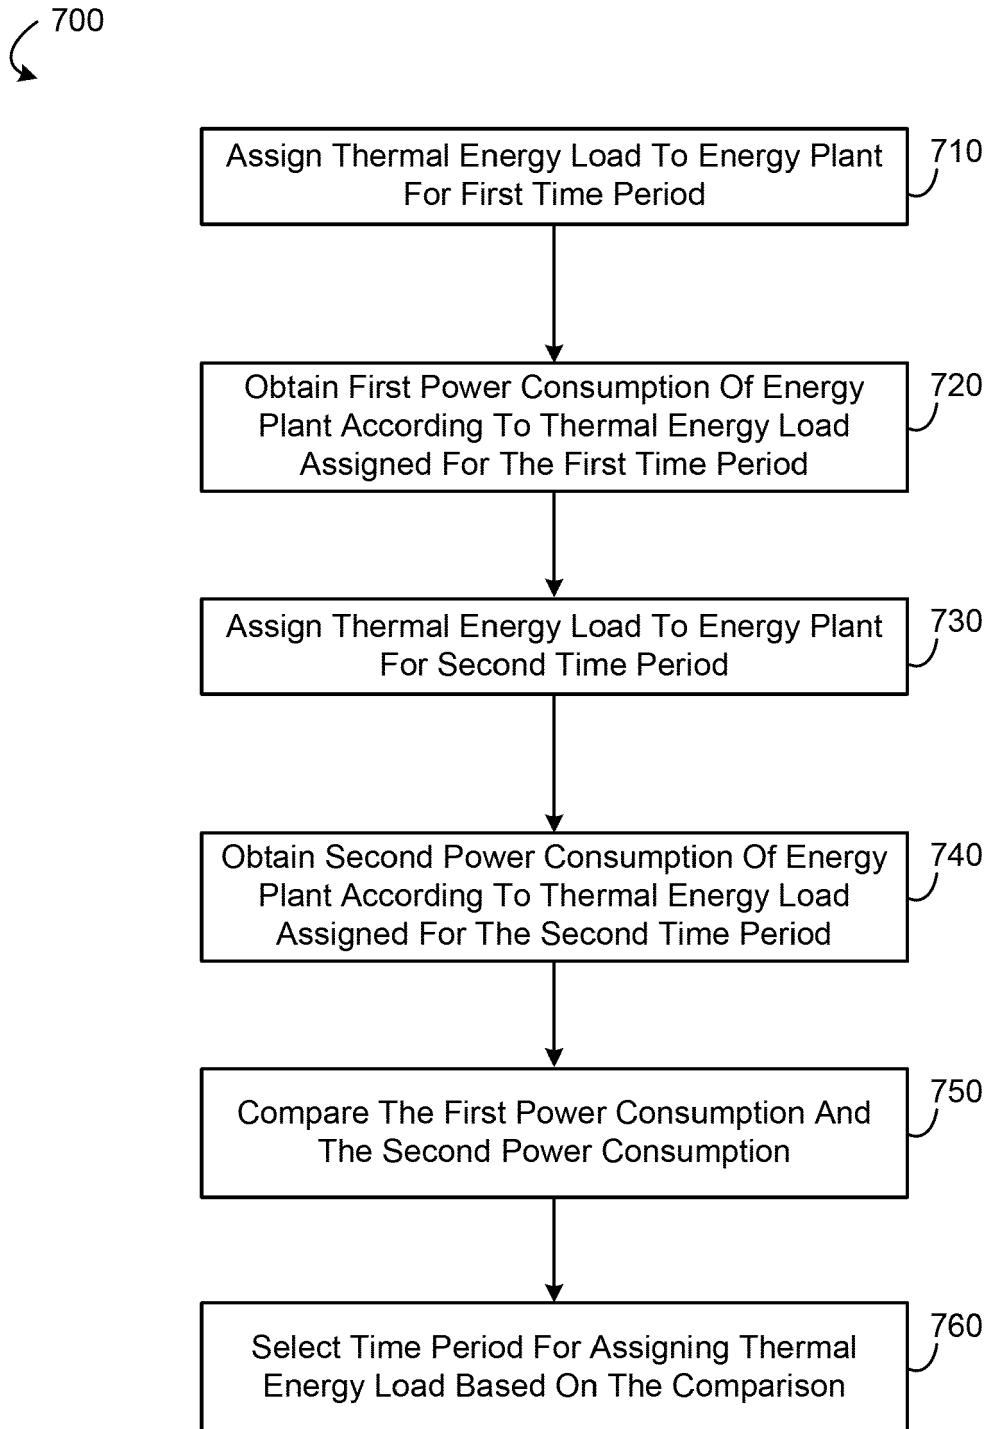 700
Assign Thermal Energy Load To Energy Plant
For First Time Period
710
Obtain First Power Consumption Of Energy
Plant According To Thermal Energy Load
Assigned For The First Time Period
720
Assign Thermal Energy Load To Energy Plant
For Second Time Period
730
Obtain Second Power Consumption Of Energy
Plant According To Thermal Energy Load
Assigned For The Second Time Period
740
Compare The First Power Consumption And
The Second Power Consumption
750
Select Time Period For Assigning Thermal
Energy Load Based On The Comparison
760